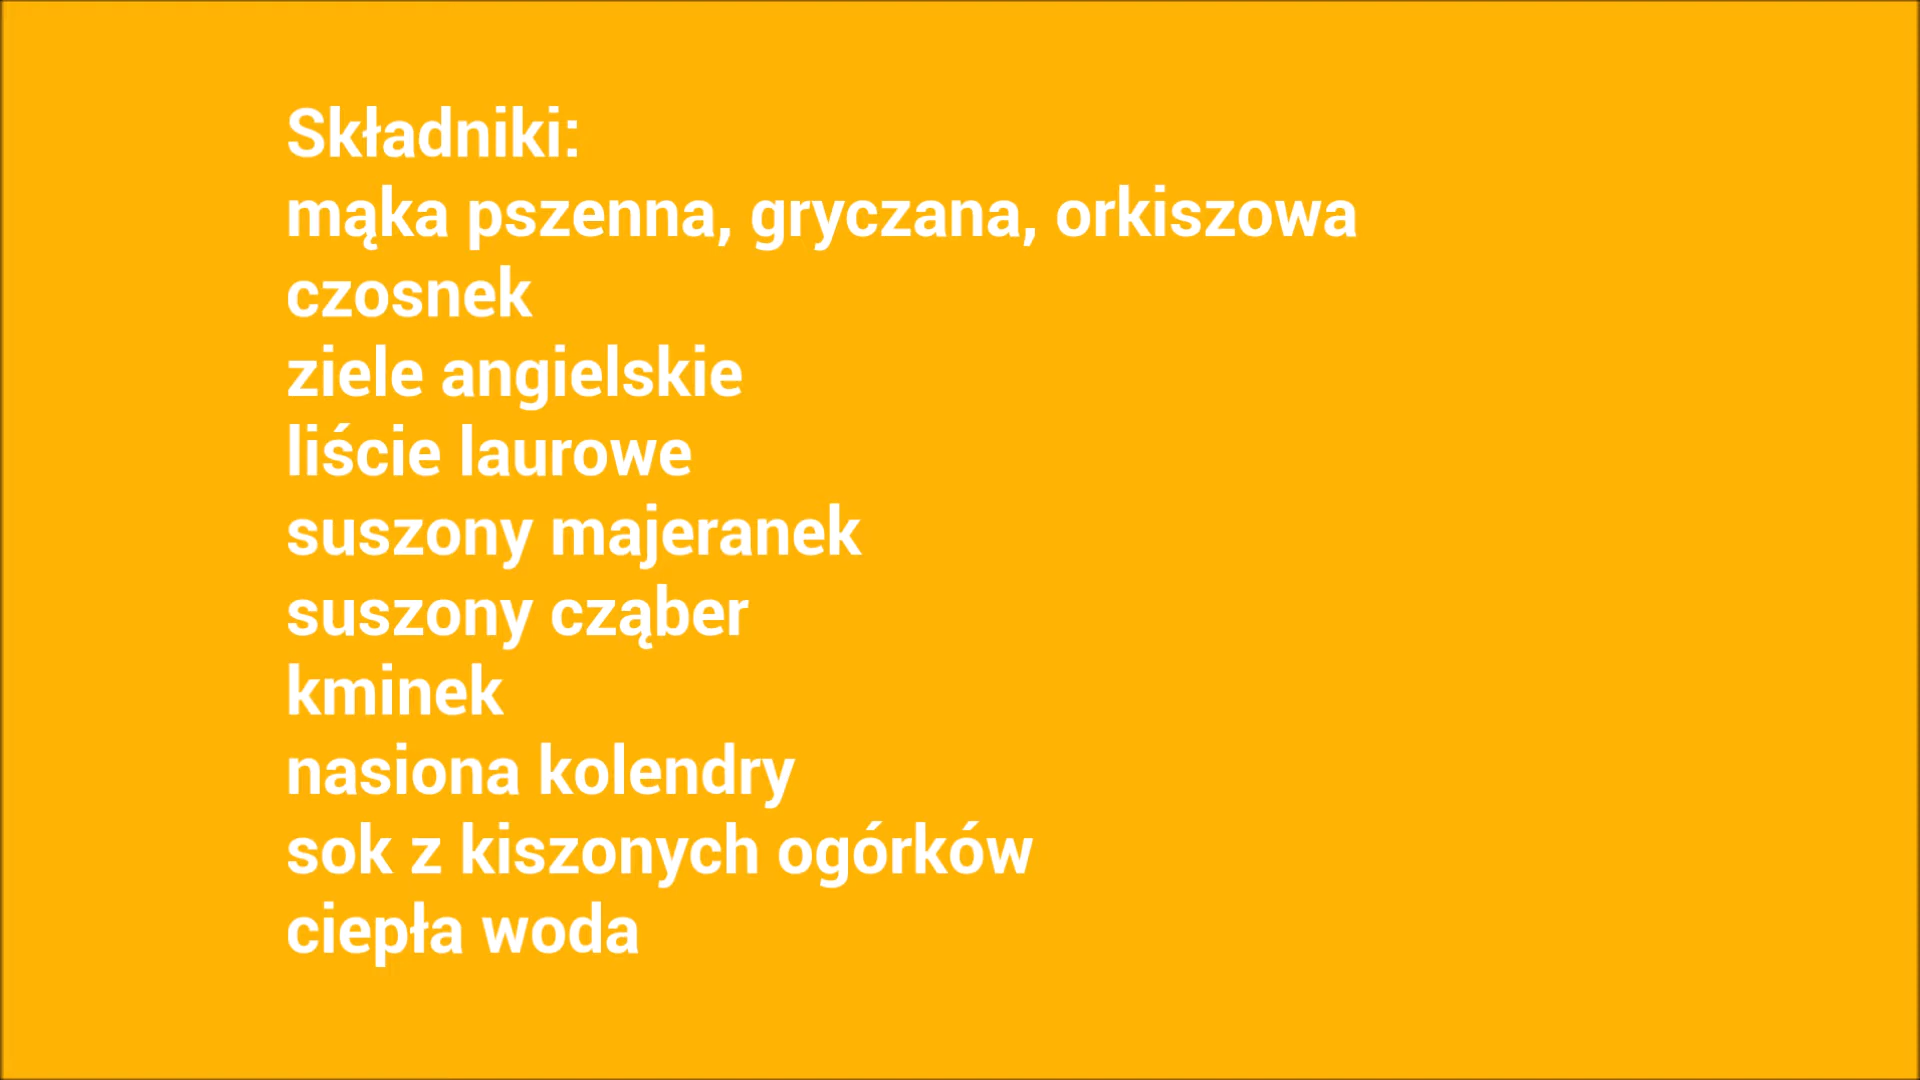 Składniki:
mąka pszenna, gryczana, orkiszowa
czosnek
ziele angielskie
liście laurowe
suszony majeranek
suszony cząber
kminek
nasiona kolendry
sok z kiszonych ogórków
ciepła woda